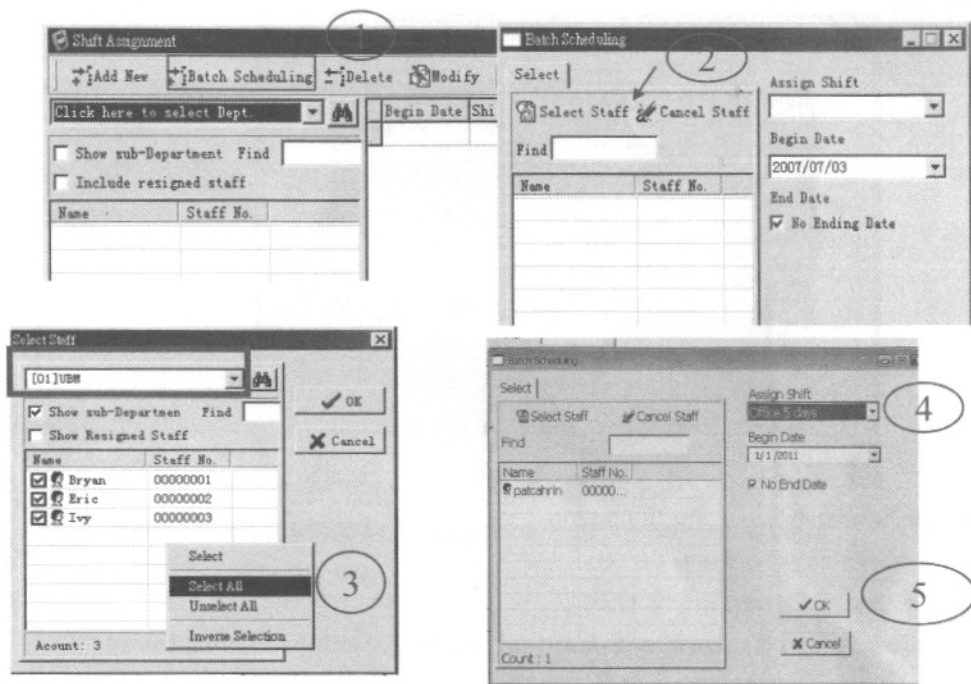 Shift Assignment
1
Add New Batch Scheduling Delete Modify
Click here to select Dept.
Begin Date Shi
Show sub-Department Find
Include resigned staff
Name Staff No.
Batch Scheduling
2
Select
Select Staff Cancel Staff
Find
Name Staff No.
Assign Shift
Begin Date
2007/07/03
End Date
No Ending Date
Select Staff
[01]UBM
Show sub-Departmen Find
Show Resigned Staff
Name Staff No.
Bryan 00000001
Eric 00000002
Ivy 00000003
OK
Cancel
Select
Select All
Unselect All
Inverse Selection
3
Acount: 3
Batch Scheduling
Select
Select Staff Cancel Staff
Find
Name Staff No.
patcahrin 00000...
Count : 1
Assign Shift
Office 5 days
4
Begin Date
1/1/2011
No End Date
5
OK
Cancel